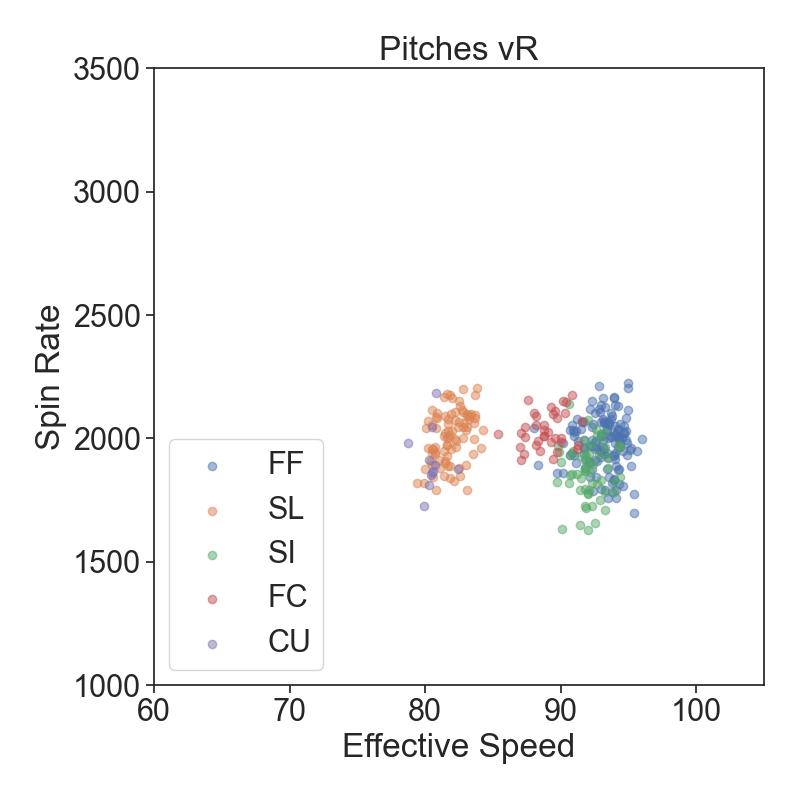 Pitches vR
3500
3000
2500
2000
1500
1000
Spin Rate
FF
SL
SI
FC
CU
60 70 80 90 100
Effective Speed